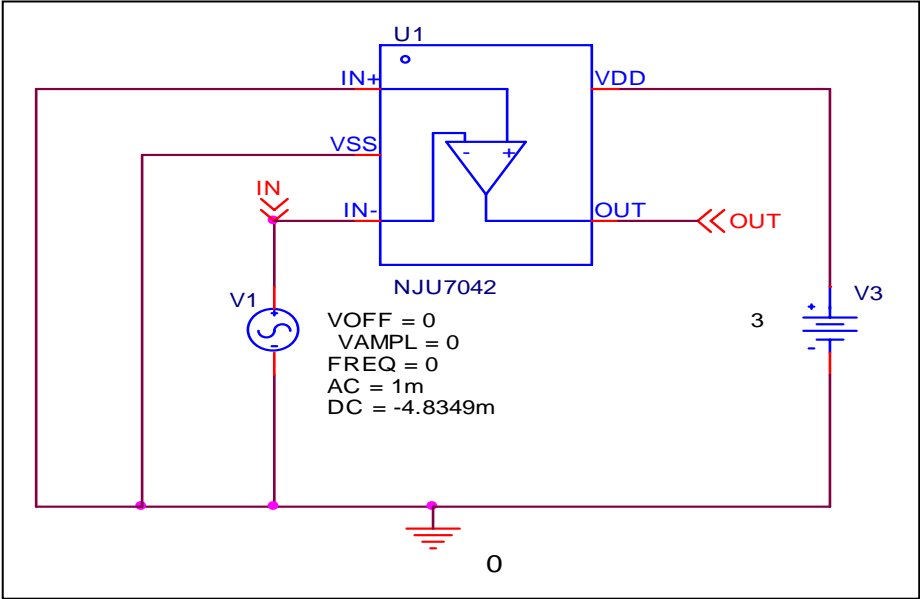 U1
IN+
VDD
VSS
- +
IN
IN-
OUT
OUT
NJU7042
V1
+
-
VOFF = 0
VAMPL = 0
FREQ = 0
AC = 1m
DC = -4.8349m
V3
+
3
-
0